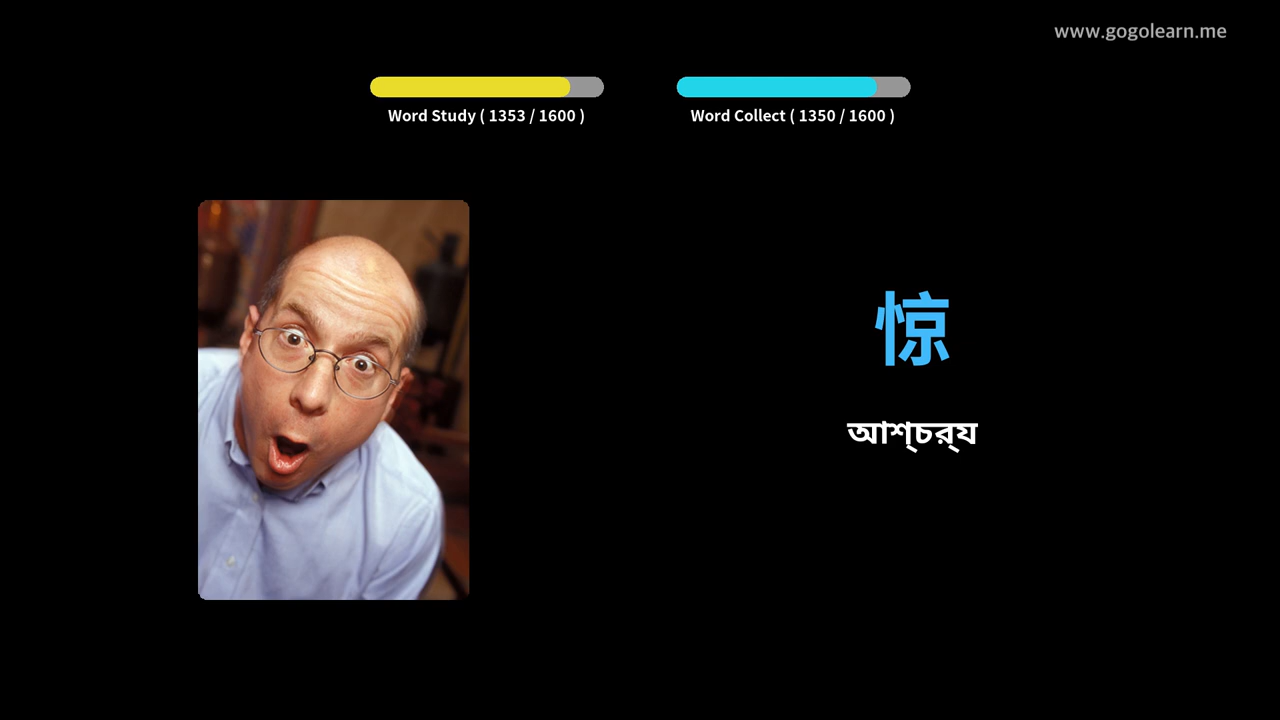 www.gogolearn.me
Word Study ( 1353 / 1600 )
Word Collect ( 1350 / 1600 )
惊
আশ্চর্য